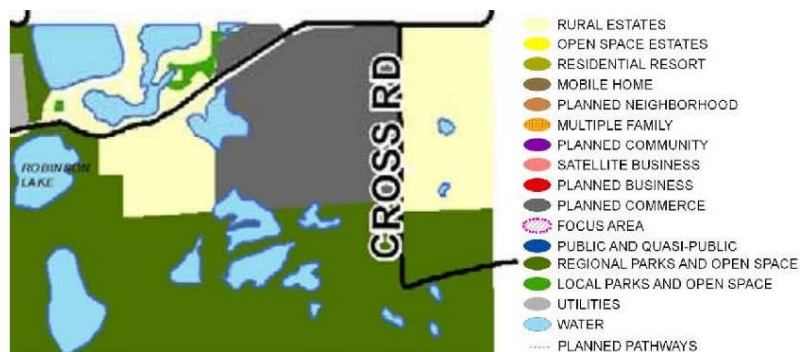 ROBINSON
LAKE
CROSS RD
RURAL ESTATES
OPEN SPACE ESTATES
RESIDENTIAL RESORT
MOBILE HOME
PLANNED NEIGHBORHOOD
MULTIPLE FAMILY
PLANNED COMMUNITY
SATELLITE BUSINESS
PLANNED BUSINESS
PLANNED COMMERCE
FOCUS AREA
PUBLIC AND QUASI-PUBLIC
REGIONAL PARKS AND OPEN SPACE
LOCAL PARKS AND OPEN SPACE
UTILITIES
WATER
PLANNED PATHWAYS